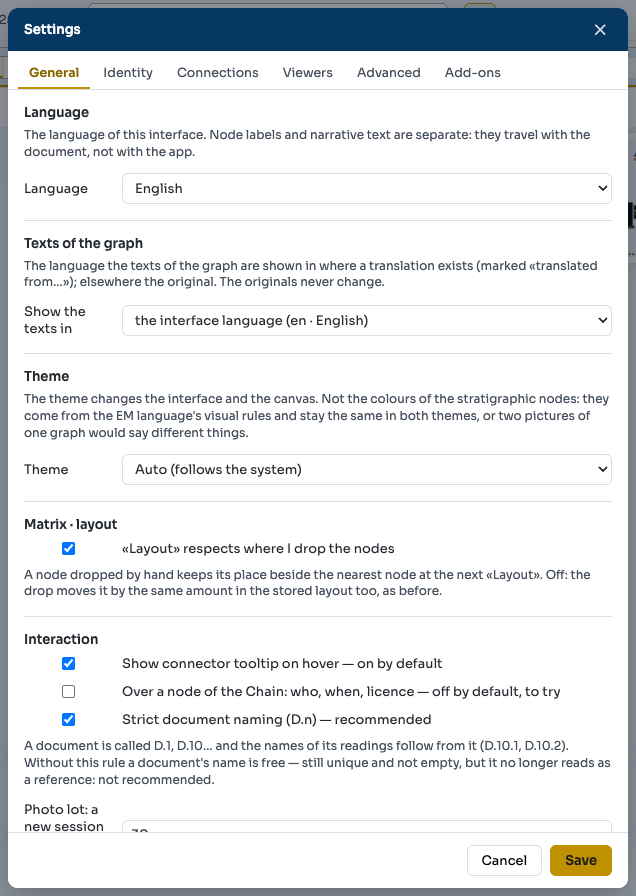 Settings
General Identity Connections Viewers Advanced Add-ons
Language
The language of this interface. Node labels and narrative text are separate: they travel with the
document, not with the app.
Language English
Texts of the graph
The language the texts of the graph are shown in where a translation exists (marked «translated
from…»); elsewhere the original. The originals never change.
Show the
texts in
the interface language (en · English)
Theme
The theme changes the interface and the canvas. Not the colours of the stratigraphic nodes: they
come from the EM language's visual rules and stay the same in both themes, or two pictures of
one graph would say different things.
Theme Auto (follows the system)
Matrix · layout
«Layout» respects where I drop the nodes
A node dropped by hand keeps its place beside the nearest node at the next «Layout». Off: the
drop moves it by the same amount in the stored layout too, as before.
Interaction
Show connector tooltip on hover — on by default
Over a node of the Chain: who, when, licence — off by default, to try
Strict document naming (D.n) — recommended
A document is called D.1, D.10… and the names of its readings follow from it (D.10.1, D.10.2).
Without this rule a document's name is free — still unique and not empty, but it no longer reads as
a reference: not recommended.
Photo lot: a
new session
Cancel Save